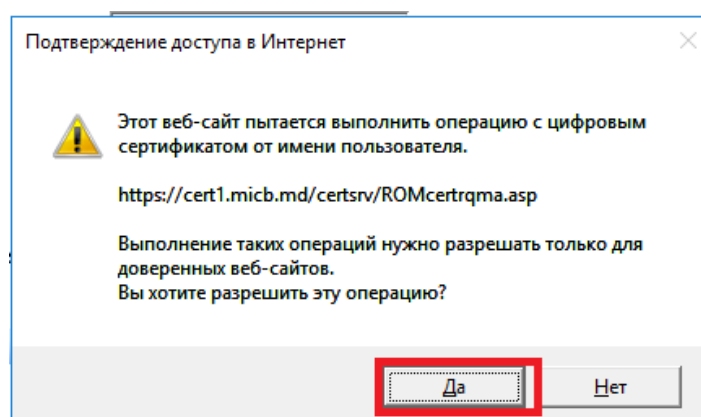 Подтверждение доступа в Интернет
Этот веб-сайт пытается выполнить операцию с цифровым
сертификатом от имени пользователя.
https://cert1.micb.md/certsrv/ROMcertrqma.asp
Выполнение таких операций нужно разрешать только для
доверенных веб-сайтов.
Вы хотите разрешить эту операцию?
Да
Нет